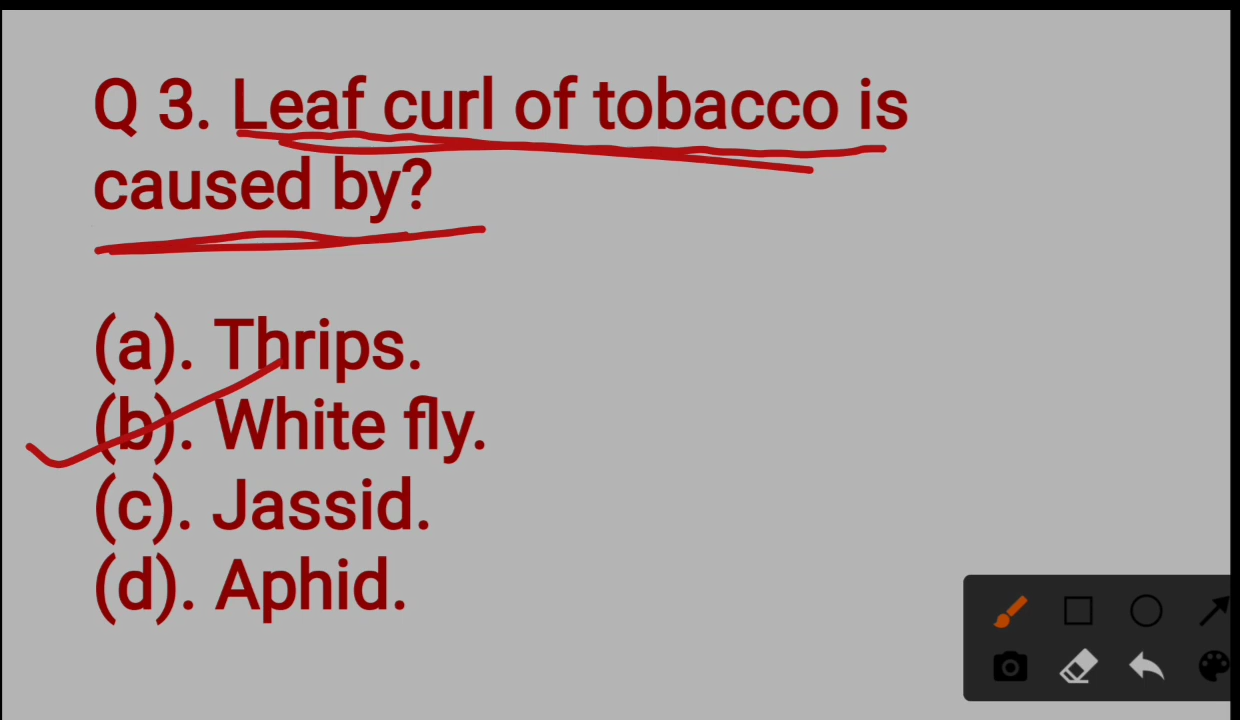 Q 3. Leaf curl of tobacco is
caused by?
(a). Thrips.
(b). White fly.
(c). Jassid.
(d). Aphid.